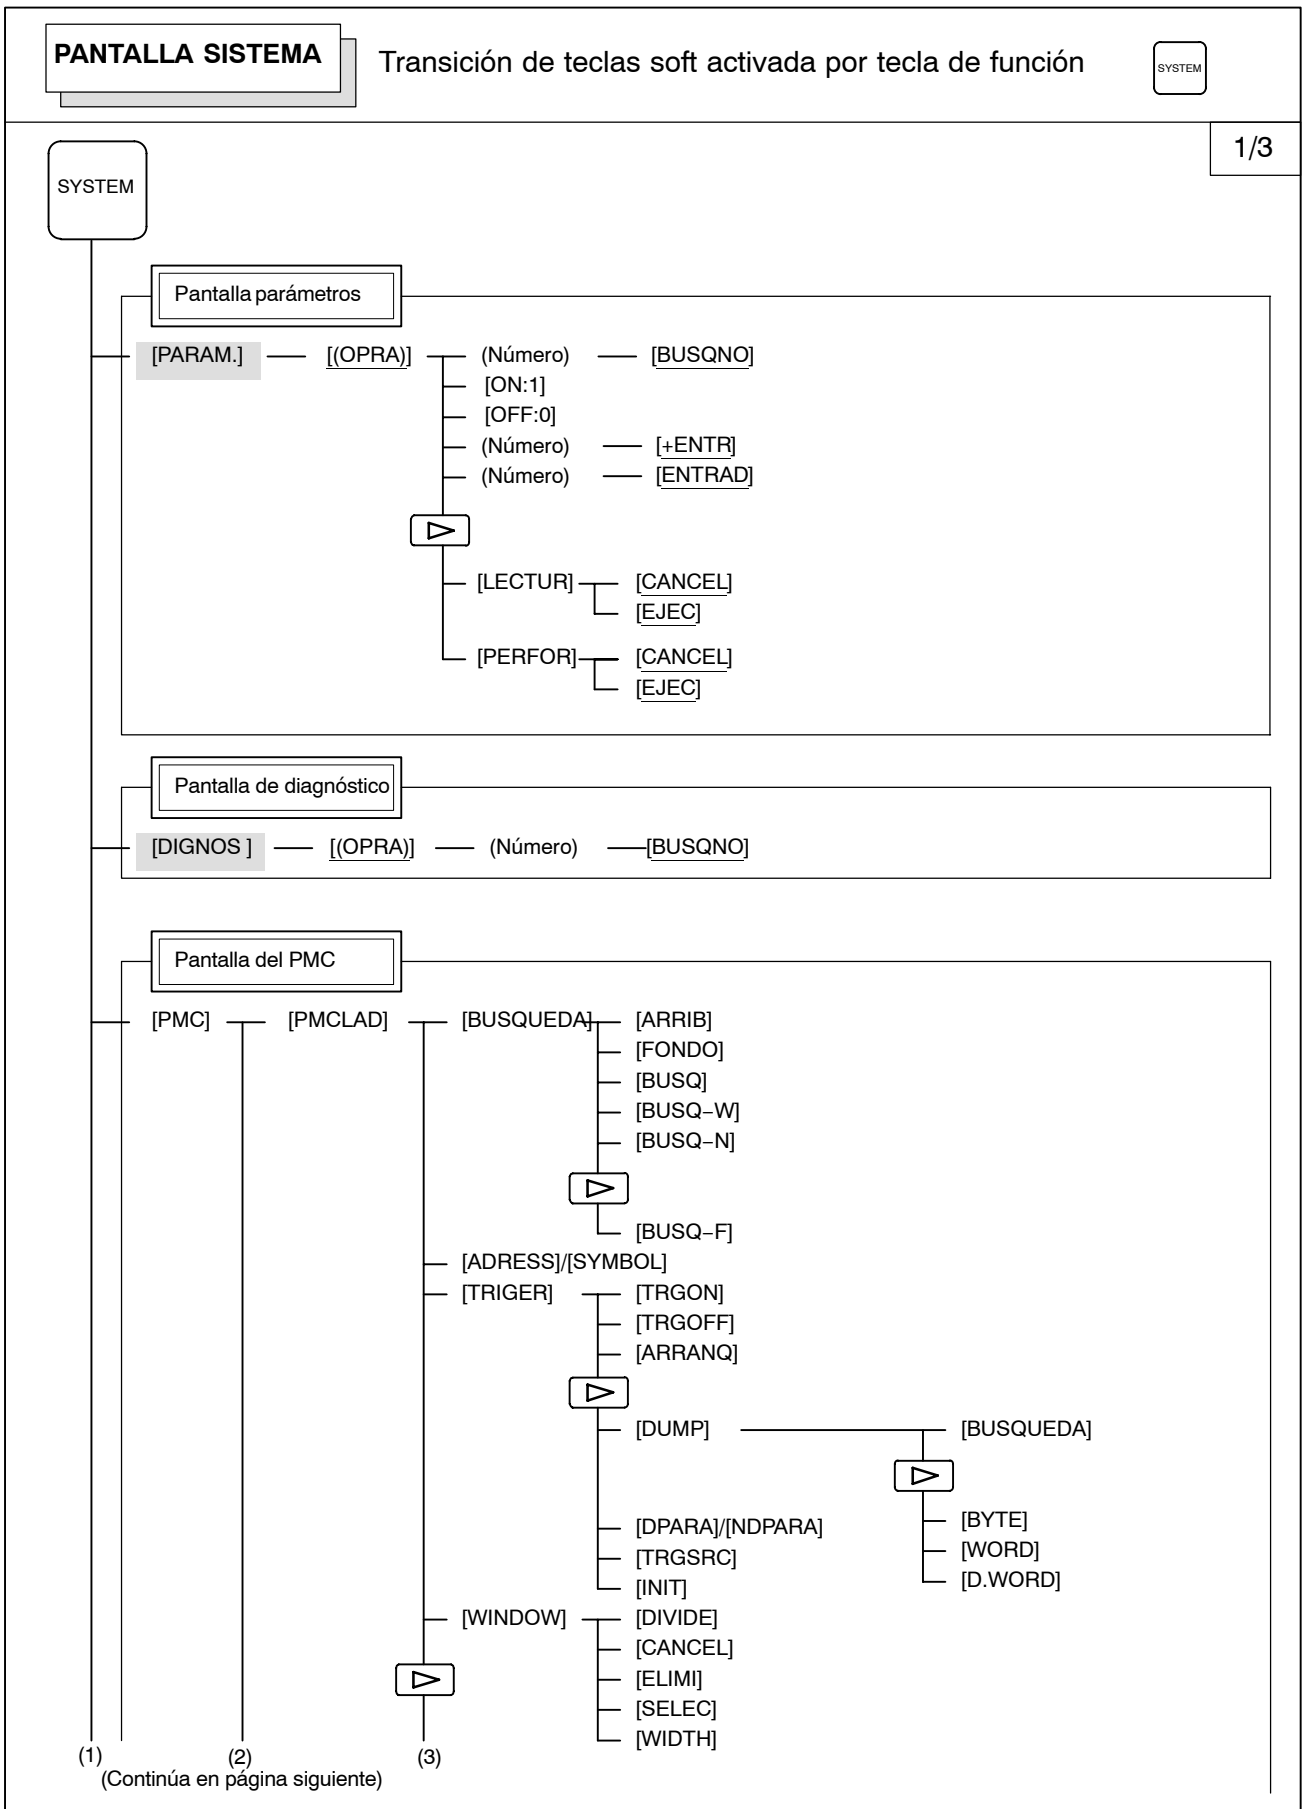 PANTALLA SISTEMA
Transición de teclas soft activada por tecla de función
SYSTEM
1/3
SYSTEM
Pantalla parámetros
[PARAM.] [(OPRA)] (Número) [BUSQNO]
[ON:1]
[OFF:0]
(Número) [+ENTR]
(Número) [ENTRAD]
[LECTUR] [CANCEL]
[EJEC]
[PERFOR] [CANCEL]
[EJEC]
Pantalla de diagnóstico
[DIGNOS ] [(OPRA)] (Número) [BUSQNO]
Pantalla del PMC
[PMC] [PMCLAD] [BUSQUEDA] [ARRIB]
[FONDO]
[BUSQ]
[BUSQ–W]
[BUSQ–N]
[BUSQ–F]
[ADRESS]/[SYMBOL]
[TRIGER] [TRGON]
[TRGOFF]
[ARRANQ]
[DUMP] [BUSQUEDA]
[BYTE]
[DPARA]/[NDPARA]
[WORD]
[TRGSRC]
[D.WORD]
[INIT]
[WINDOW] [DIVIDE]
[CANCEL]
[ELIMI]
[SELEC]
[WIDTH]
(1) (2) (3)
(Continúa en página siguiente)